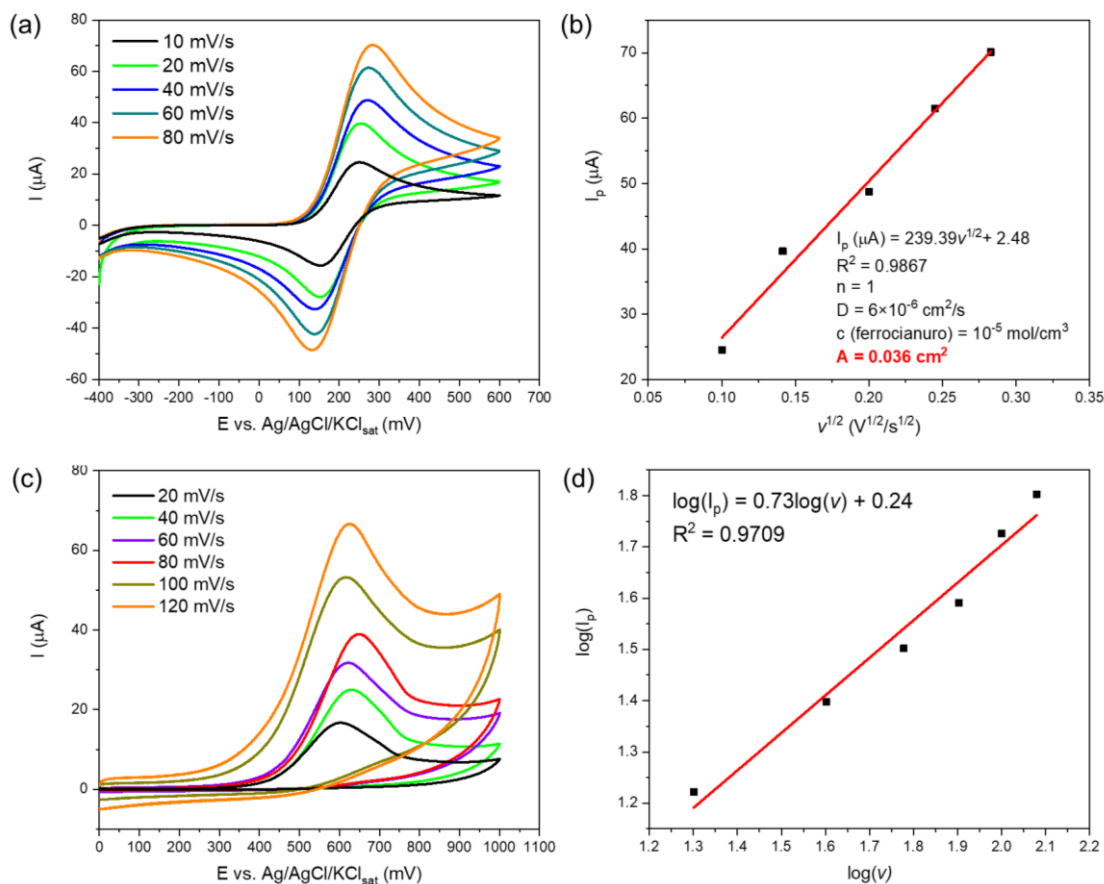 (a)
80
60
40
20
0
-20
-40
-60
I (µA)
10 mV/s
20 mV/s
40 mV/s
60 mV/s
80 mV/s
-400 -300 -200 -100 0 100 200 300 400 500 600 700
E vs. Ag/AgCl/KCl_sat (mV)
(b)
70
60
50
40
30
20
I_p (µA)
I_p (µA) = 239.39v^1/2 + 2.48
R^2 = 0.9867
n = 1
D = 6×10^-6 cm^2/s
c (ferrocianuro) = 10^-5 mol/cm^3
A = 0.036 cm^2
0.05 0.10 0.15 0.20 0.25 0.30 0.35
v^1/2 (V^1/2/s^1/2)
(c)
80
60
40
20
0
I (µA)
20 mV/s
40 mV/s
60 mV/s
80 mV/s
100 mV/s
120 mV/s
0 100 200 300 400 500 600 700 800 900 1000 1100
E vs. Ag/AgCl/KCl_sat (mV)
(d)
1.8
1.7
1.6
1.5
1.4
1.3
1.2
log(I_p)
log(I_p) = 0.73log(v) + 0.24
R^2 = 0.9709
1.2 1.3 1.4 1.5 1.6 1.7 1.8 1.9 2.0 2.1 2.2
log(v)